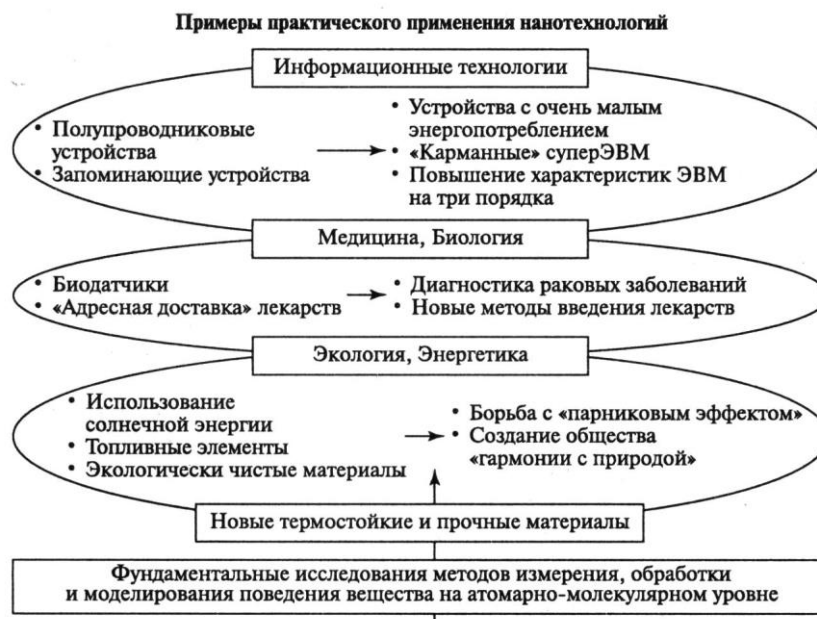 Примеры практического применения нанотехнологий
Информационные технологии
• Полупроводниковые
устройства
• Запоминающие устройства
• Устройства с очень малым
энергопотреблением
• «Карманные» суперЭВМ
• Повышение характеристик ЭВМ
на три порядка
Медицина, Биология
• Биодатчики
• «Адресная доставка» лекарств
• Диагностика раковых заболеваний
• Новые методы введения лекарств
Экология, Энергетика
• Использование
солнечной энергии
• Топливные элементы
• Экологически чистые материалы
• Борьба с «парниковым эффектом»
• Создание общества
«гармонии с природой»
Новые термостойкие и прочные материалы
Фундаментальные исследования методов измерения, обработки
и моделирования поведения вещества на атомарно-молекулярном уровне